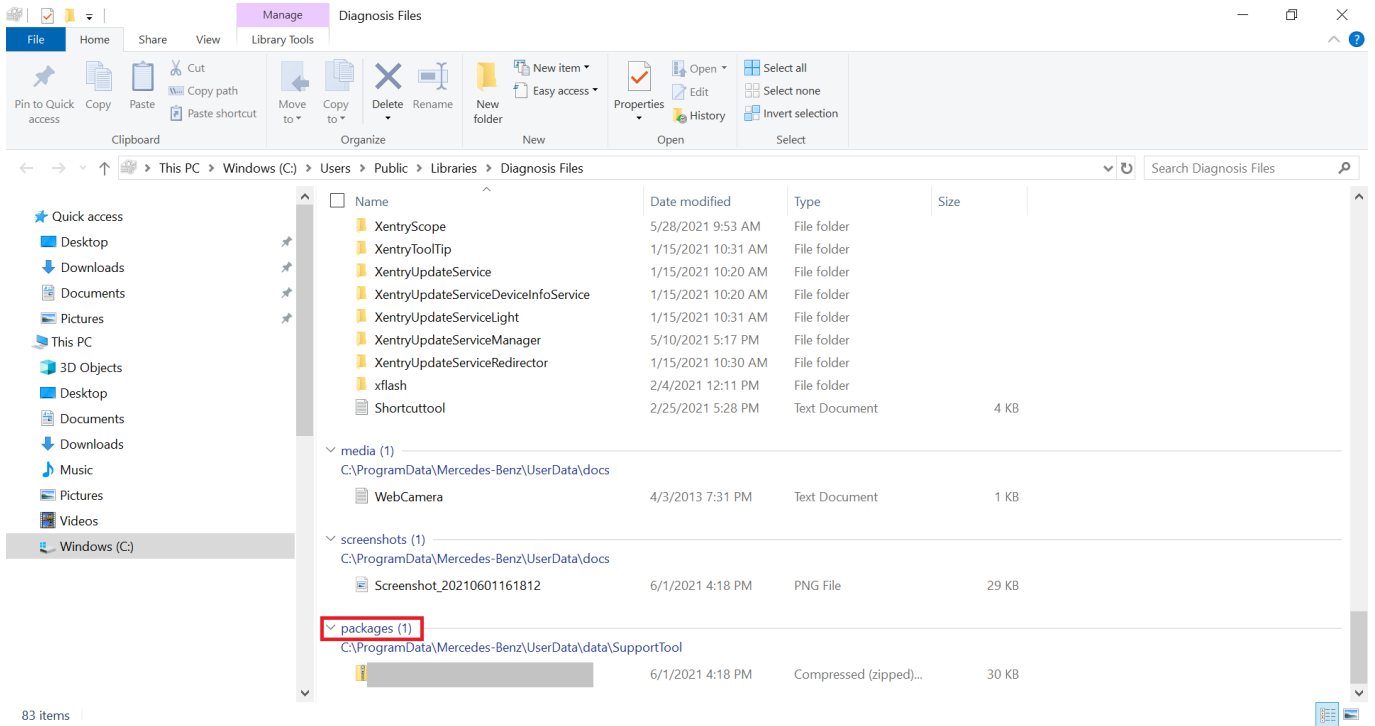 Manage Diagnosis Files
File Home Share View Library Tools
Pin to Quick access
Copy
Paste
Cut
Copy path
Paste shortcut
Clipboard
Move to
Copy to
Delete
Rename
Organize
New folder
New item
Easy access
New
Properties
Open
Edit
History
Open
Select all
Select none
Invert selection
Select
This PC > Windows (C:) > Users > Public > Libraries > Diagnosis Files
Search Diagnosis Files
Quick access
Desktop
Downloads
Documents
Pictures
This PC
3D Objects
Desktop
Documents
Downloads
Music
Pictures
Videos
Windows (C:)
Name Date modified Type Size
XentryScope 5/28/2021 9:53 AM File folder
XentryToolTip 1/15/2021 10:31 AM File folder
XentryUpdateService 1/15/2021 10:20 AM File folder
XentryUpdateServiceDeviceInfoService 1/15/2021 10:20 AM File folder
XentryUpdateServiceLight 1/15/2021 10:31 AM File folder
XentryUpdateServiceManager 5/10/2021 5:17 PM File folder
XentryUpdateServiceRedirector 1/15/2021 10:30 AM File folder
xflash 2/4/2021 12:11 PM File folder
Shortcuttool 2/25/2021 5:28 PM Text Document 4 KB
media (1)
C:\ProgramData\Mercedes-Benz\UserData\docs
WebCamera 4/3/2013 7:31 PM Text Document 1 KB
screenshots (1)
C:\ProgramData\Mercedes-Benz\UserData\docs
Screenshot_20210601161812 6/1/2021 4:18 PM PNG File 29 KB
packages (1)
C:\ProgramData\Mercedes-Benz\UserData\data\SupportTool
6/1/2021 4:18 PM Compressed (zipped)... 30 KB
83 items